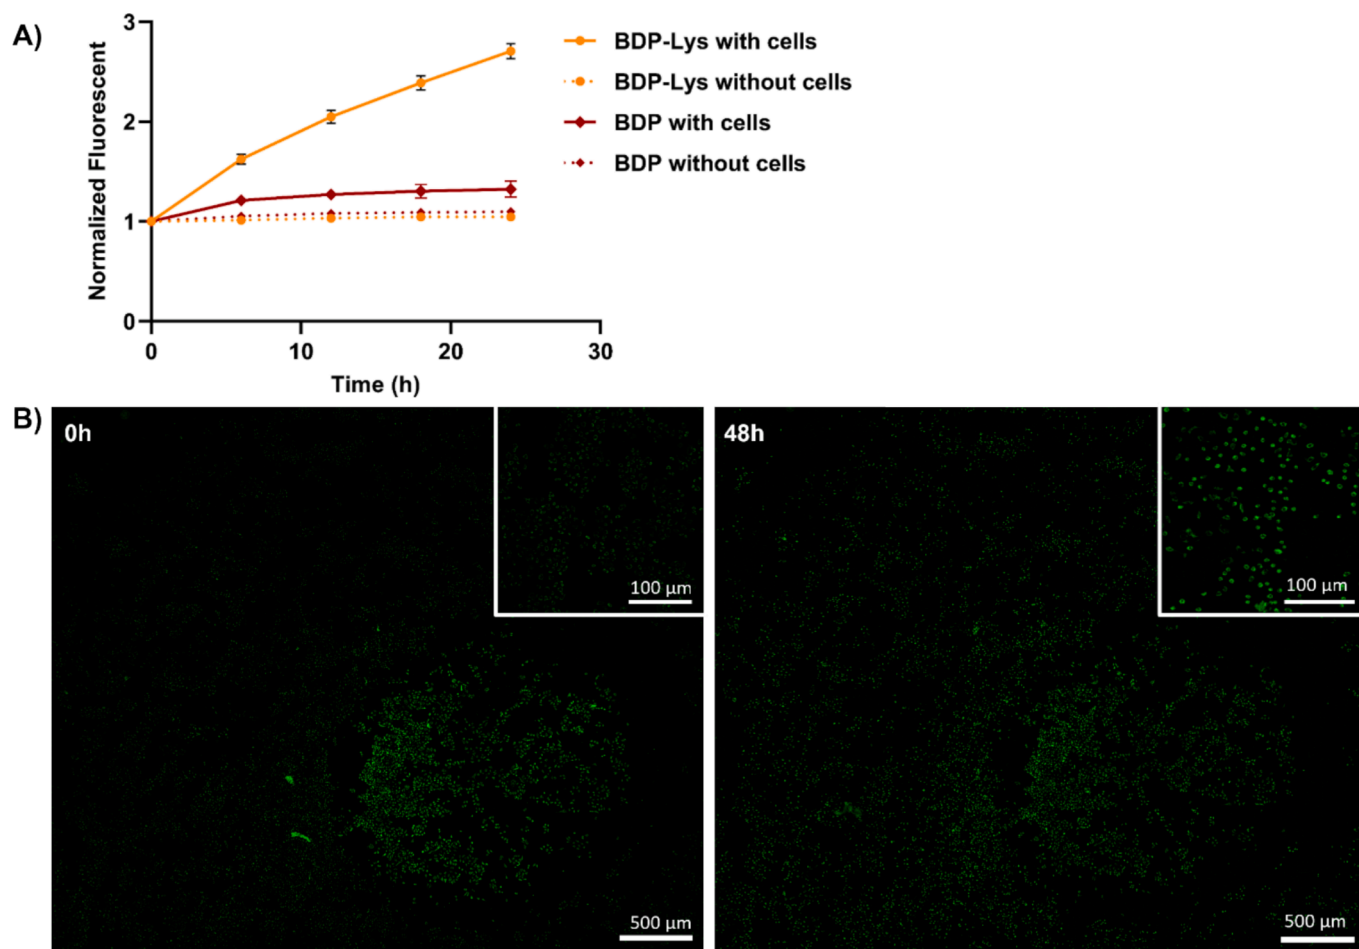 A)
3
2
1
0
Normalized Fluorescent
0
10
20
30
Time (h)
BDP-Lys with cells
BDP-Lys without cells
BDP with cells
BDP without cells
B)
0h
100 µm
500 µm
48h
100 µm
500 µm